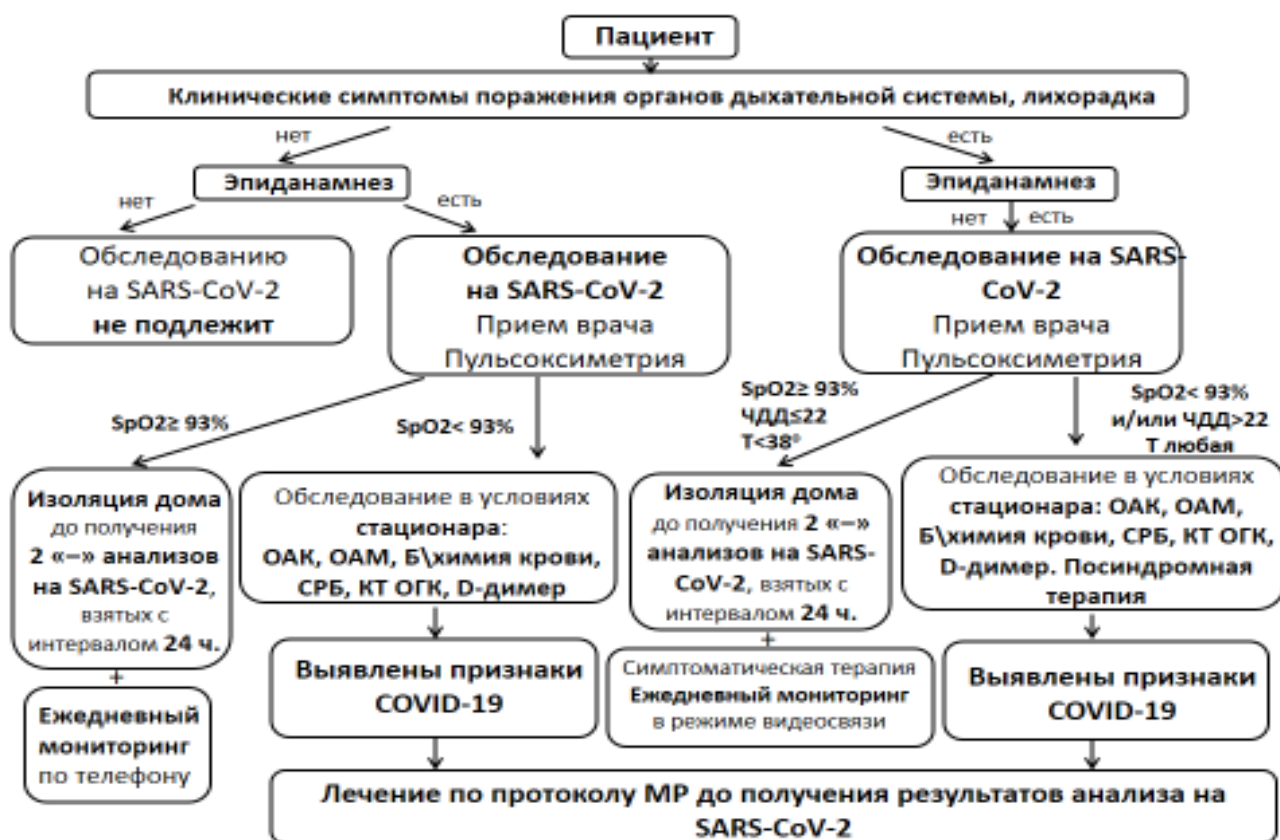 Пациент
Клинические симптомы поражения органов дыхательной системы, лихорадка
нет
есть
Эпиданамнез
Эпиданамнез
нет
есть
нет
есть
Обследованию
на SARS-CoV-2
не подлежит
Обследование
на SARS-CoV-2
Прием врача
Пульсоксиметрия
Обследование на SARS-
CoV-2
Прием врача
Пульсоксиметрия
SpO2≥ 93%
SpO2< 93%
SpO2≥ 93%
ЧДД≤22
T<38°
SpO2< 93%
и/или ЧДД>22
Т любая
Изоляция дома
до получения
2 «–» анализов
на SARS-CoV-2,
взятых с
интервалом 24 ч.
+
Ежедневный
мониторинг
по телефону
Обследование в условиях
стационара:
ОАК, ОАМ, Б\химия крови,
СРБ, КТ ОГК, D-димер
Выявлены признаки
COVID-19
Изоляция дома
до получения 2 «–»
анализов на SARS-
CoV-2, взятых с
интервалом 24 ч.
+
Симптоматическая терапия
Ежедневный мониторинг
в режиме видеосвязи
Обследование в условиях
стационара: ОАК, ОАМ,
Б\химия крови, СРБ, КТ ОГК,
D-димер. Посиндромная
терапия
Выявлены признаки
COVID-19
Лечение по протоколу МР до получения результатов анализа на
SARS-CoV-2